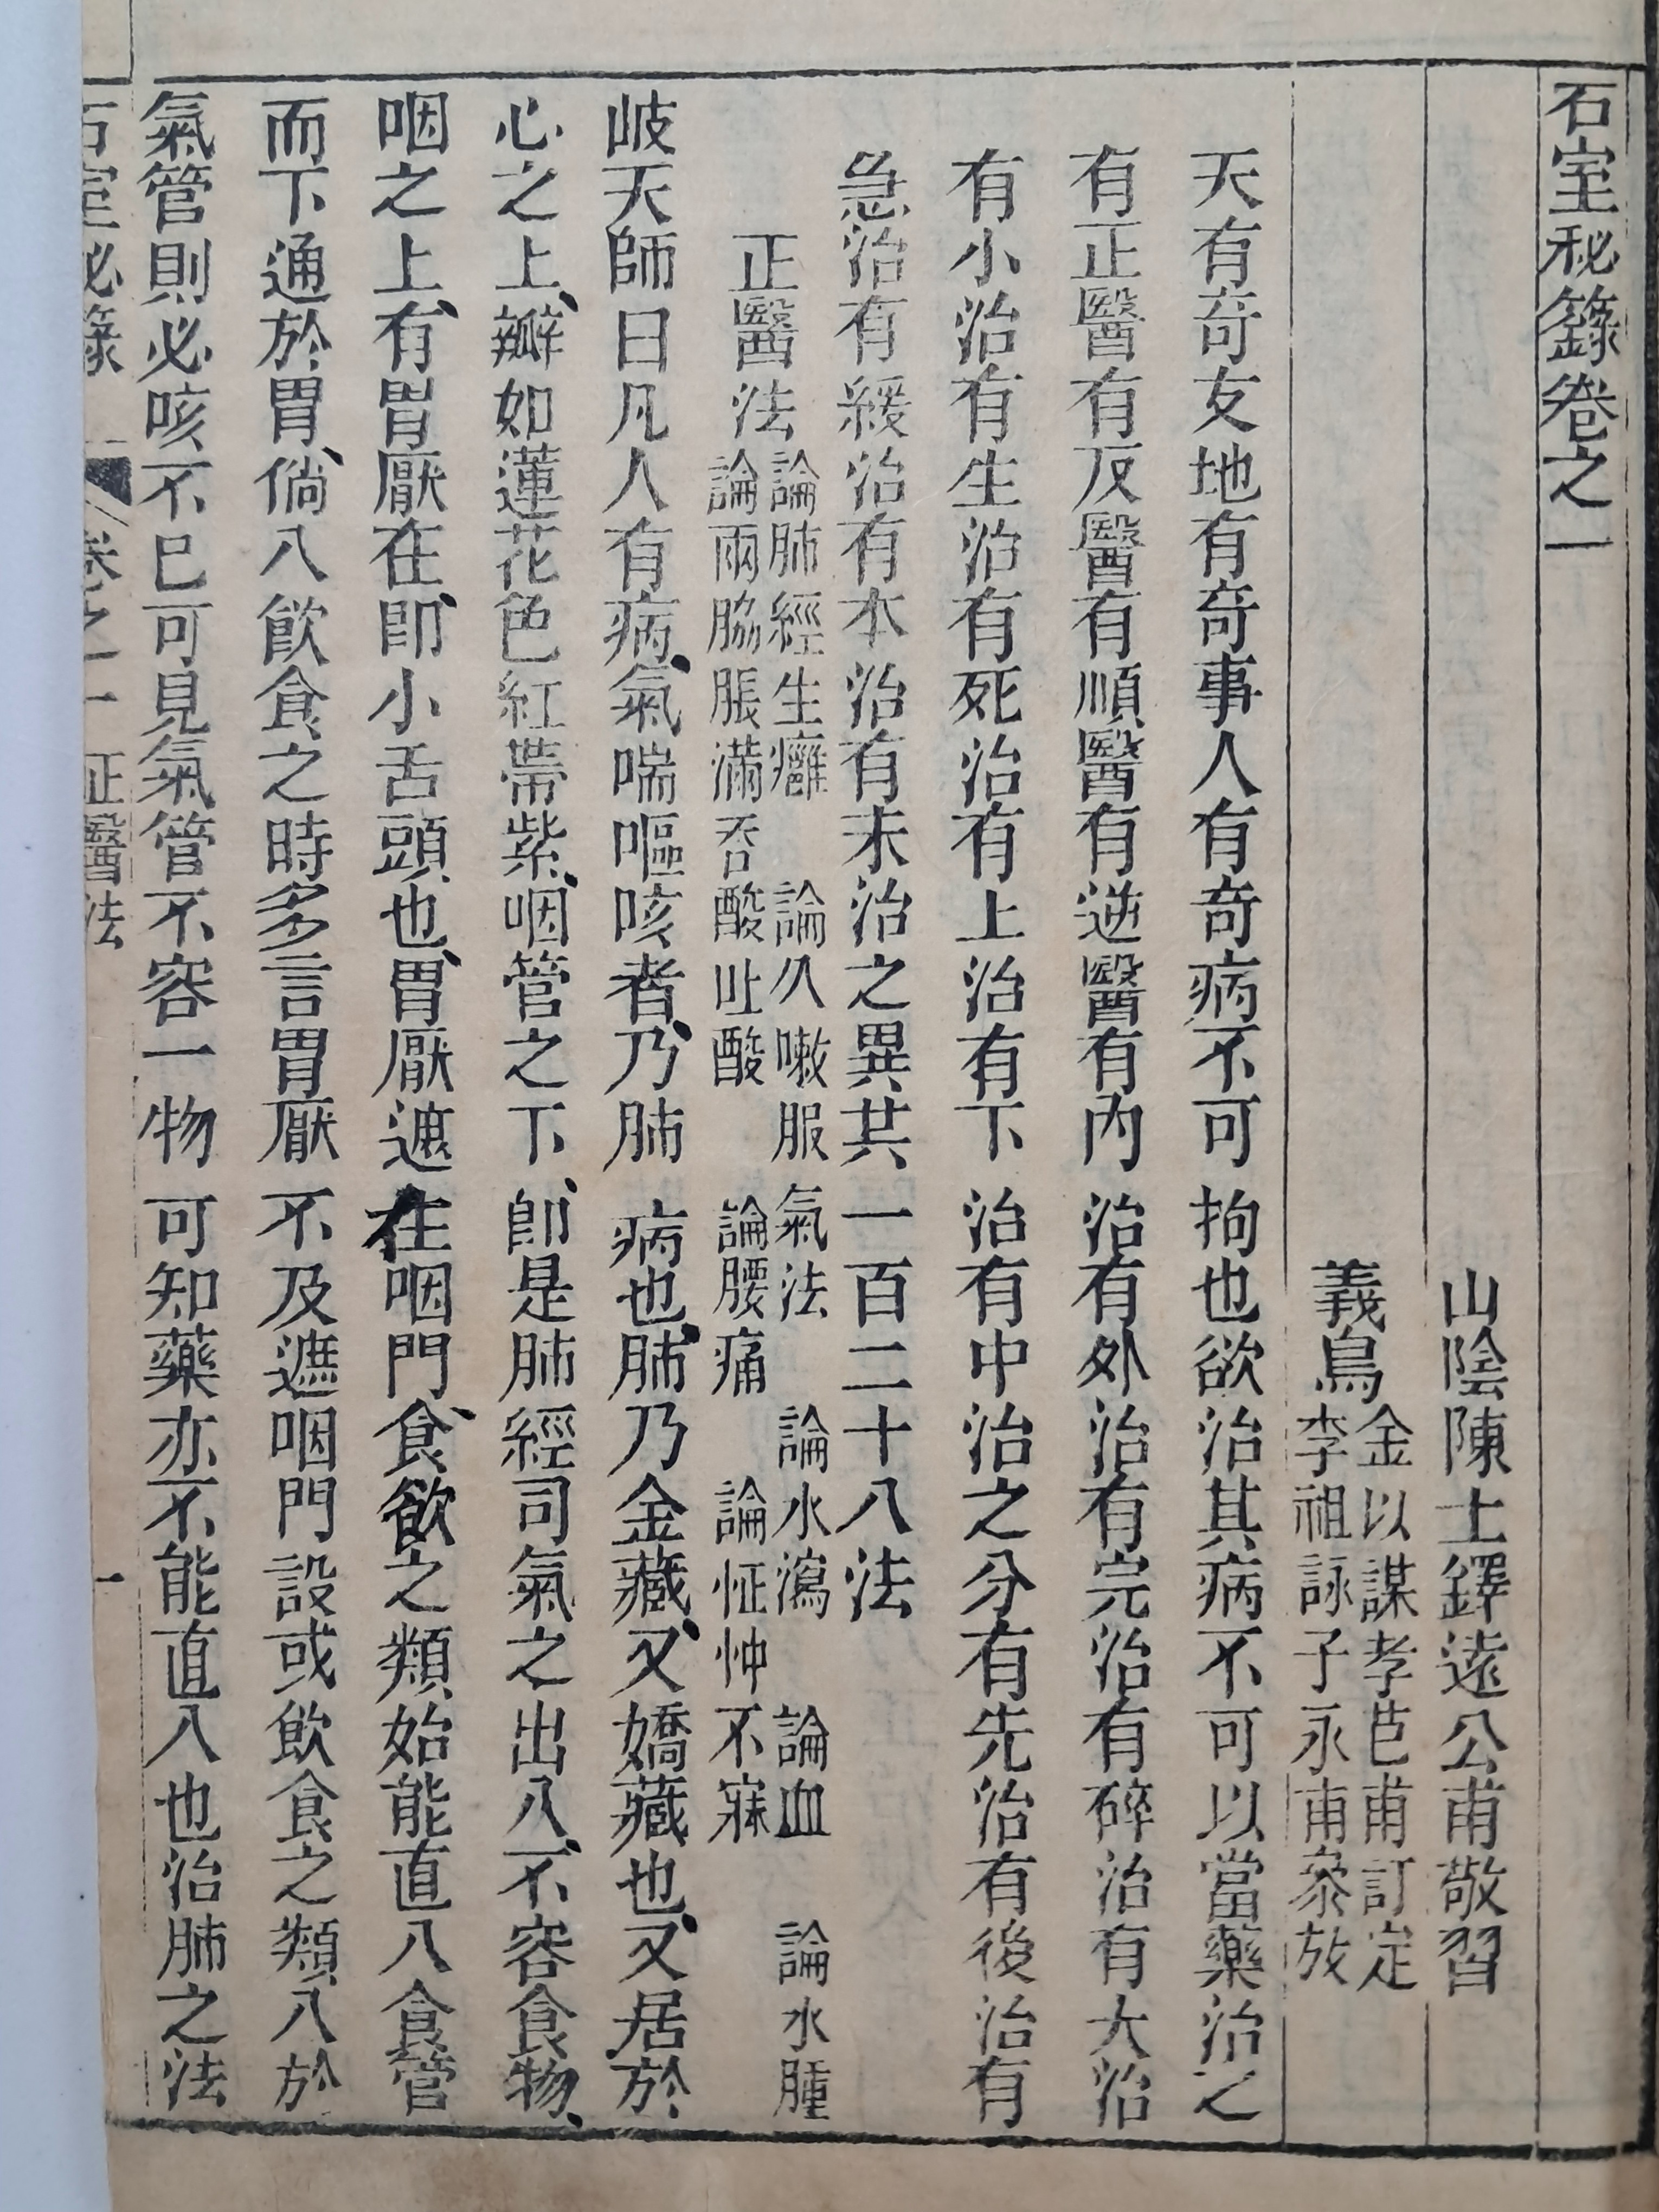 石室秘籙卷之一
山陰陳士鐸遠公甫敬習
義烏
金以謀孝芑甫訂定
李祖詠子永甫叅放
天有奇文地有奇事人有奇病不可拘也欲治其病不可以當藥治之
有正醫有反醫有順醫有逆醫有內治有外治有完治有碎治有大治
有小治有生治有死治有上治有下治有中治之分有先治有後治有
急治有緩治有本治有末治之異共一百二十八法
正醫法
論肺經生癰 論久嗽服氣法 論水瀉 論血 論水腫
論兩脇脹滿吞酸吐酸 論腰痛 論怔忡不寐
岐天師曰凡人有病氣喘嘔咳者乃肺病也肺乃金藏又嬌藏也又居於
心之上瓣如蓮花色紅帶紫咽管之下即是肺經司氣之出入不容食物
咽之上有胃厭在即小舌頭也胃厭遮在咽門食飲之類始能直入食管
而下通於胃倘入飲食之時多言胃厭不及遮咽門設或飲食之類入於
氣管則必咳不已可見氣管不容一物可知藥亦不能直入也治肺之法
石室秘籙 卷之一 正醫法 一